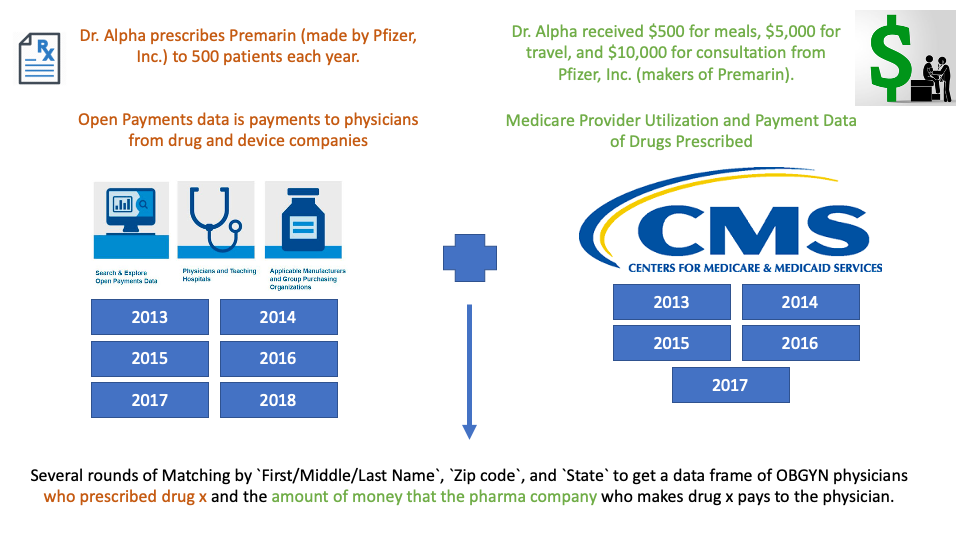 Dr. Alpha prescribes Premarin (made by Pfizer,
Inc.) to 500 patients each year.
Dr. Alpha received $500 for meals, $5,000 for
travel, and $10,000 for consultation from
Pfizer, Inc. (makers of Premarin).
Rx
$
Open Payments data is payments to physicians
from drug and device companies
Medicare Provider Utilization and Payment Data
of Drugs Prescribed
Search & Explore
Open Payments Data
Physicians and Teaching
Hospitals
Applicable Manufacturers
and Group Purchasing
Organizations
CMS
CENTERS FOR MEDICARE & MEDICAID SERVICES
2013
2014
2015
2016
2017
2018
2013
2014
2015
2016
2017
Several rounds of Matching by `First/Middle/Last Name`, `Zip code`, and `State` to get a data frame of OBGYN physicians
who prescribed drug x and the amount of money that the pharma company who makes drug x pays to the physician.